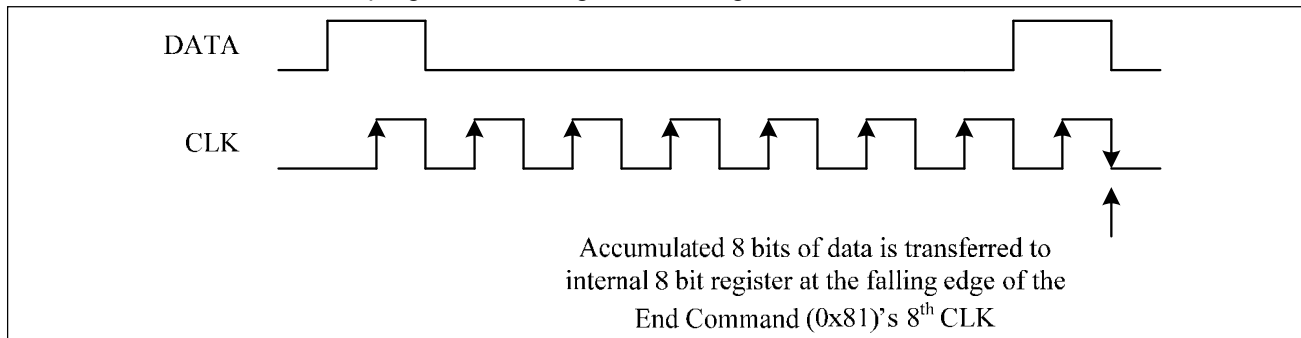 DATA
CLK
Accumulated 8 bits of data is transferred to
internal 8 bit register at the falling edge of the
End Command (0x81)'s 8th CLK